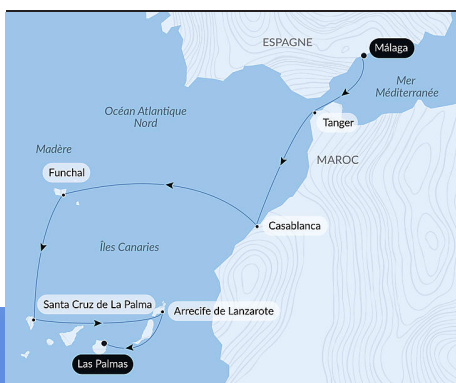 ESPAGNE
Málaga
Mer
Méditerranée
Océan Atlantique
Nord
Tanger
Madère
MAROC
Funchal
Casablanca
Îles Canaries
Santa Cruz de La Palma
Arrecife de Lanzarote
Las Palmas